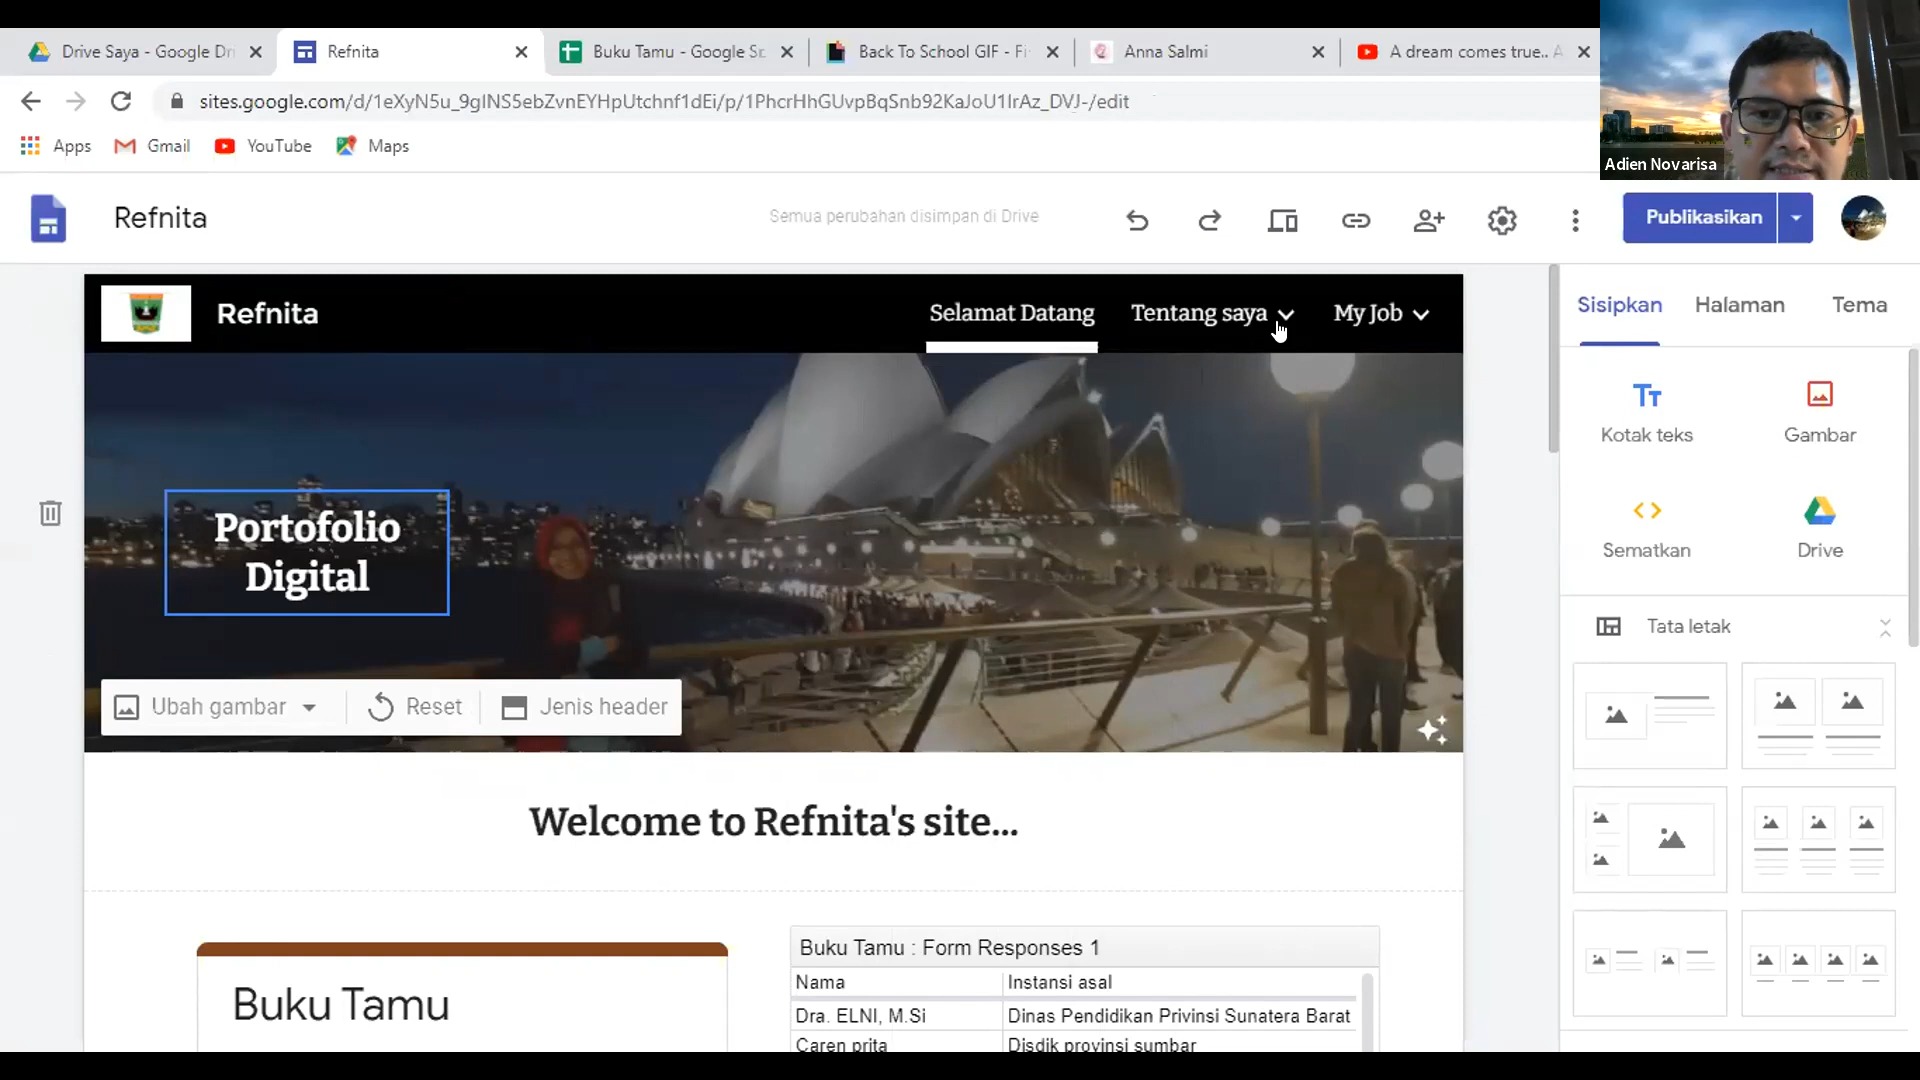 Drive Saya - Google Dri
Refnita
Buku Tamu - Google Sp
Back To School GIF - Fi
Anna Salmi
A dream comes true.. A
sites.google.com/d/1eXyN5u_9gINS5ebZvnEYHpUtchnf1dEi/p/1PhcrHhGUvpBqSnb92KaJoU1IrAz_DVJ-/edit
Apps
Gmail
YouTube
Maps
Adien Novarisa
Refnita
Semua perubahan disimpan di Drive
Publikasikan
Refnita
Selamat Datang
Tentang saya
My Job
Sisipkan
Halaman
Tema
Tт
Kotak teks
Gambar
Portofolio
Digital
Sematkan
Drive
Tata letak
Ubah gambar
Reset
Jenis header
Welcome to Refnita's site...
Buku Tamu
Buku Tamu : Form Responses 1
Nama
Instansi asal
Dra. ELNI, M.Si
Dinas Pendidikan Privinsi Sunatera Barat
Caren prita
Disdik provinsi sumbar